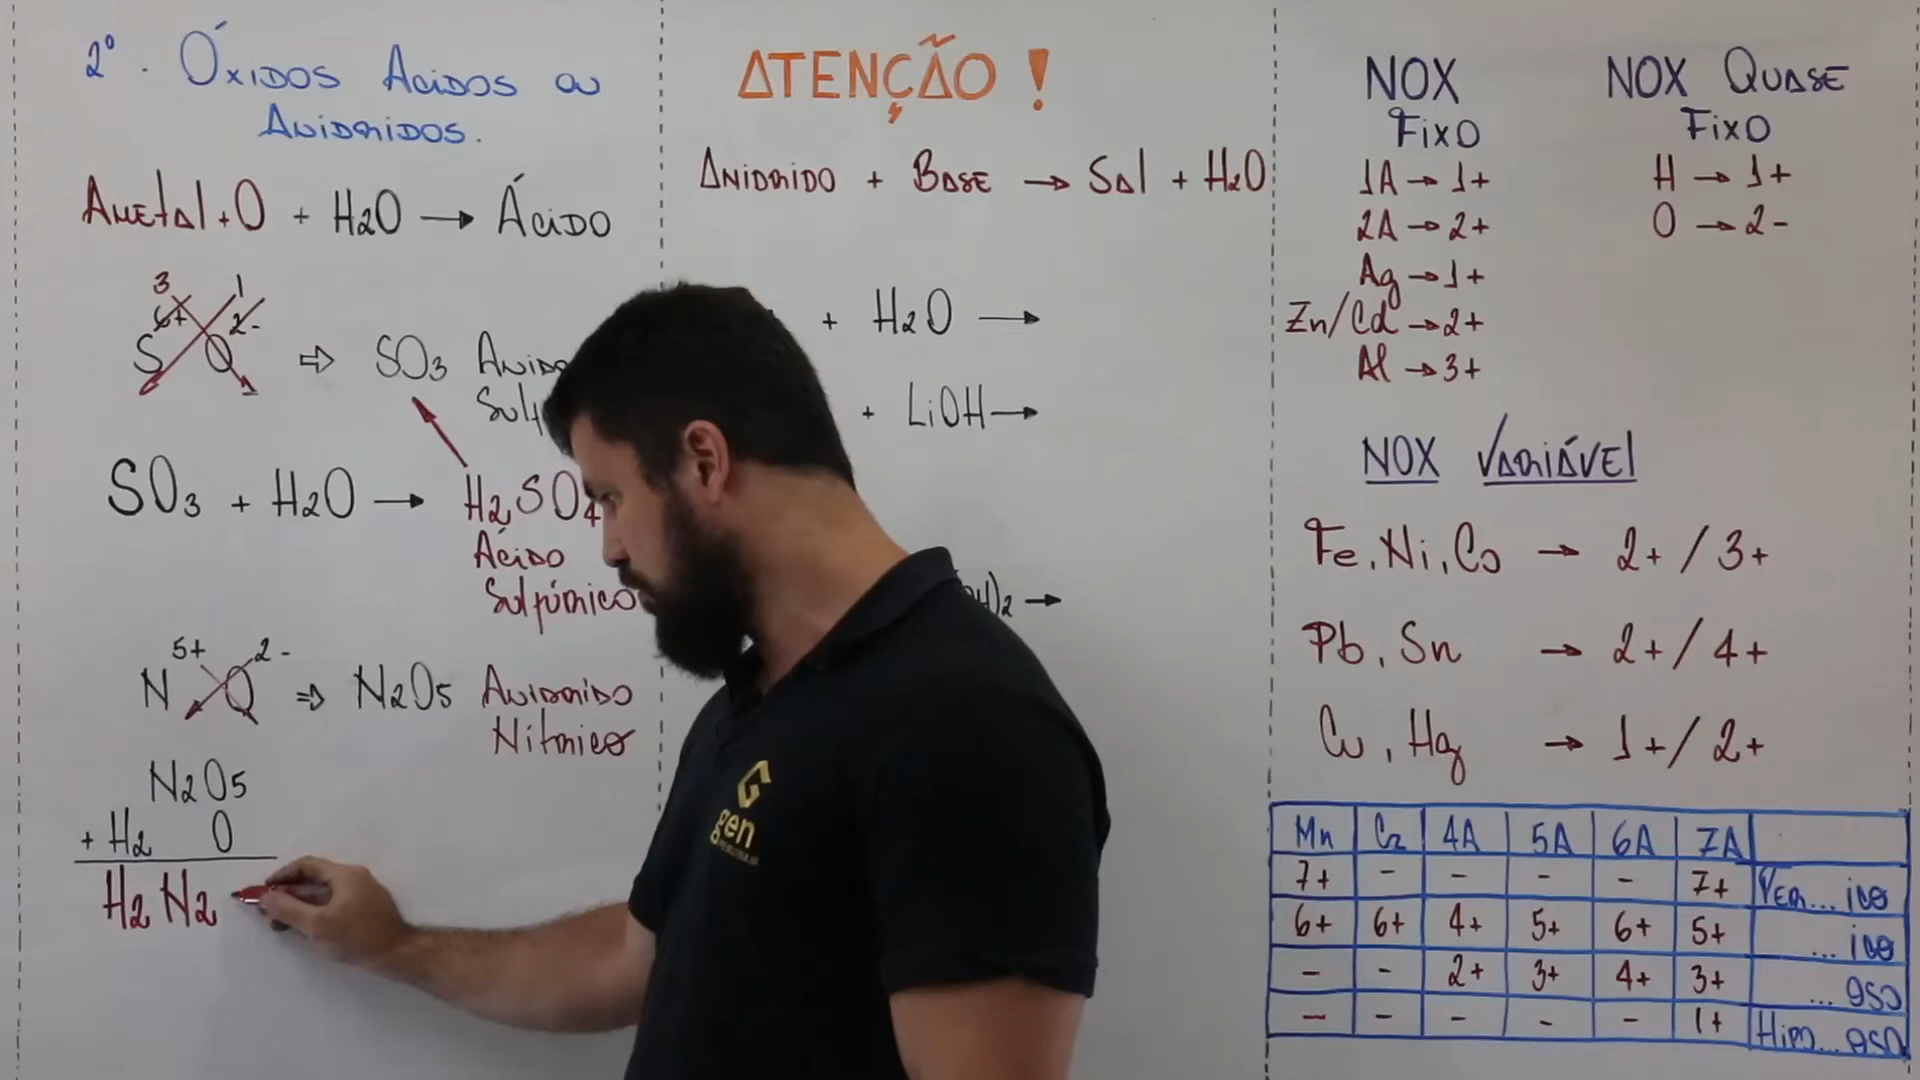 2º. Óxidos Ácidos ou
Anidridos.
Ametal + O + H2O → Ácido
3 1
6+ 2-
S O ⇨ SO3
SO3 + H2O → H2SO4
Ácido
Sulfúrico
5+ 2-
N O ⇨ N2O5 Anidrido
Nítrico
N2O5
+ H2 O
H2 N2
ATENÇÃO !
Anidrido + Base → Sal + H2O
+ H2O →
+ LiOH →
)2 →
gen
NOX
Fixo
1A → 1+
2A → 2+
Ag → 1+
Zn/Cd → 2+
Al → 3+
NOX Quase
Fixo
H → 1+
O → 2-
NOX Variável
Fe, Ni, Co → 2+ / 3+
Pb, Sn → 2+ / 4+
Cu, Hg → 1+ / 2+
Mn Cr 4A 5A 6A 7A
7+ - - - - 7+ Per... ico
6+ 6+ 4+ 5+ 6+ 5+ ... ico
- - 2+ 3+ 4+ 3+ ... oso
- - - - - 1+ Hipo... oso